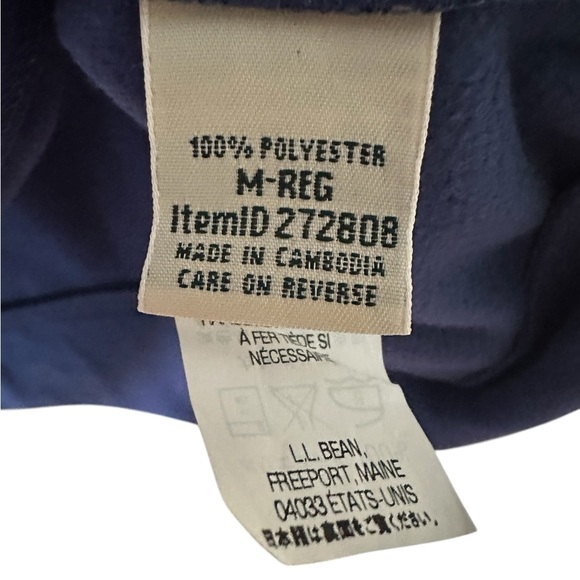 100% POLYESTER
M-REG
ItemID 272808
MADE IN CAMBODIA
CARE ON REVERSE
À FER TIÈDE SI
NÉCESSAIRE
L.L. BEAN,
FREEPORT, MAINE
04033 ÉTATS-UNIS
日本語は裏面をご覧ください。